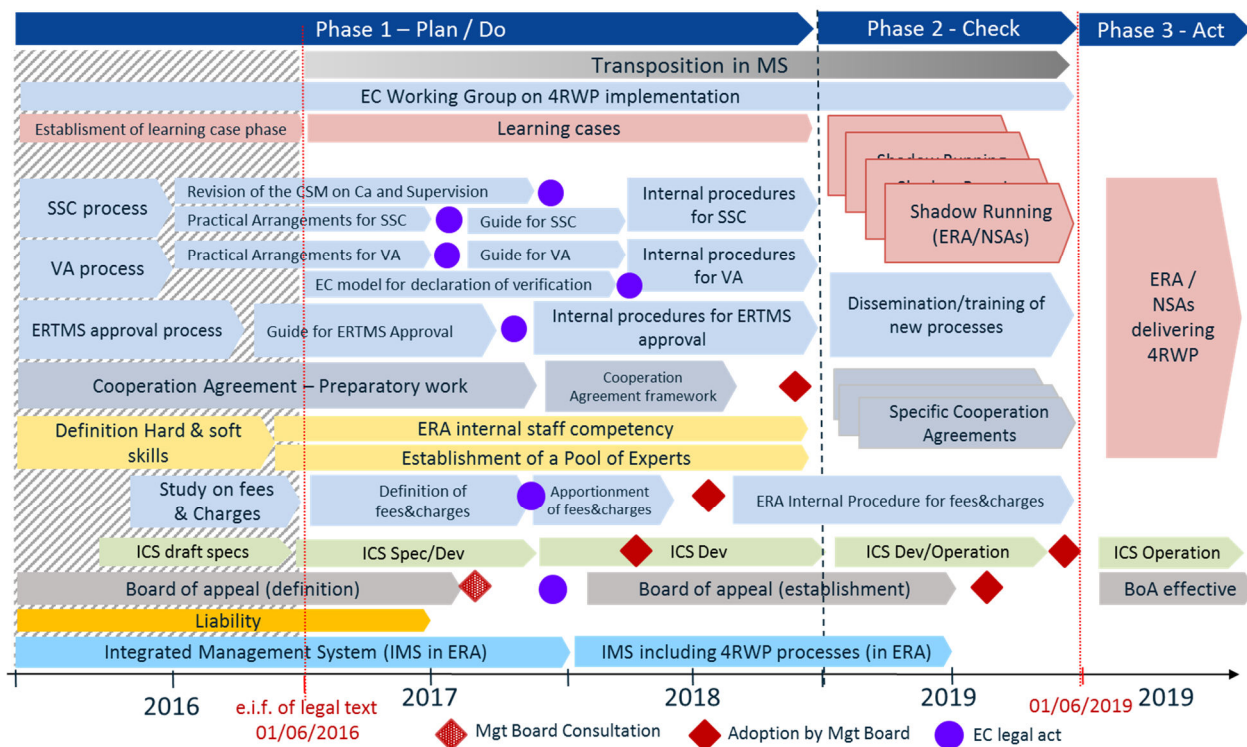 Phase 1 – Plan / Do
Phase 2 - Check
Phase 3 - Act
Transposition in MS
EC Working Group on 4RWP implementation
Establisment of learning case phase
Learning cases
Shadow Running
Shadow Running
(ERA/NSAs)
SSC process
Revision of the CSM on Ca and Supervision
Practical Arrangements for SSC
Guide for SSC
Internal procedures
for SSC
VA process
Practical Arrangements for VA
Guide for VA
Internal procedures
for VA
EC model for declaration of verification
ERTMS approval process
Guide for ERTMS Approval
Internal procedures for ERTMS
approval
Dissemination/training of
new processes
ERA /
NSAs
delivering
4RWP
Cooperation Agreement – Preparatory work
Cooperation
Agreement framework
Specific Cooperation
Agreements
Definition Hard & soft
skills
ERA internal staff competency
Establishment of a Pool of Experts
Study on fees
& Charges
Definition of
fees&charges
Apportionment
of fees&charges
ERA Internal Procedure for fees&charges
ICS draft specs
ICS Spec/Dev
ICS Dev
ICS Dev/Operation
ICS Operation
Board of appeal (definition)
Board of appeal (establishment)
BoA effective
Liability
Integrated Management System (IMS in ERA)
IMS including 4RWP processes (in ERA)
2016
2017
2018
2019
2019
e.i.f. of legal text
01/06/2016
01/06/2019
Mgt Board Consultation
Adoption by Mgt Board
EC legal act